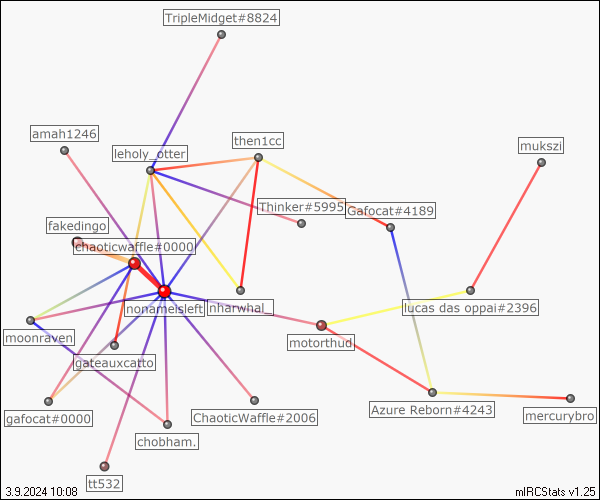 TripleMidget#8824
amah1246
then1cc
mukszi
leholy_otter
Thinker#5995
Gafocat#4189
fakedingo
chaoticwaffle#0000
nonameisleft
nharwhal_
lucas das oppai#2396
moonraven
motorthud
gateauxcatto
gafocat#0000
ChaoticWaffle#2006
Azure Reborn#4243
mercurybro
chobham.
tt532
3.9.2024 10:08
mIRCStats v1.25